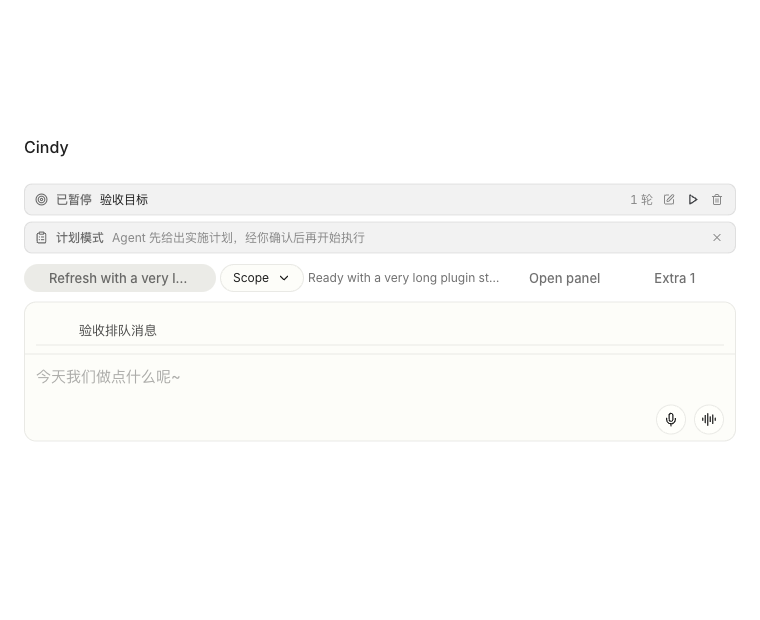 Cindy
已暂停 验收目标 1 轮
计划模式 Agent 先给出实施计划，经你确认后再开始执行
Refresh with a very l... Scope Ready with a very long plugin st... Open panel Extra 1
验收排队消息
今天我们做点什么呢~